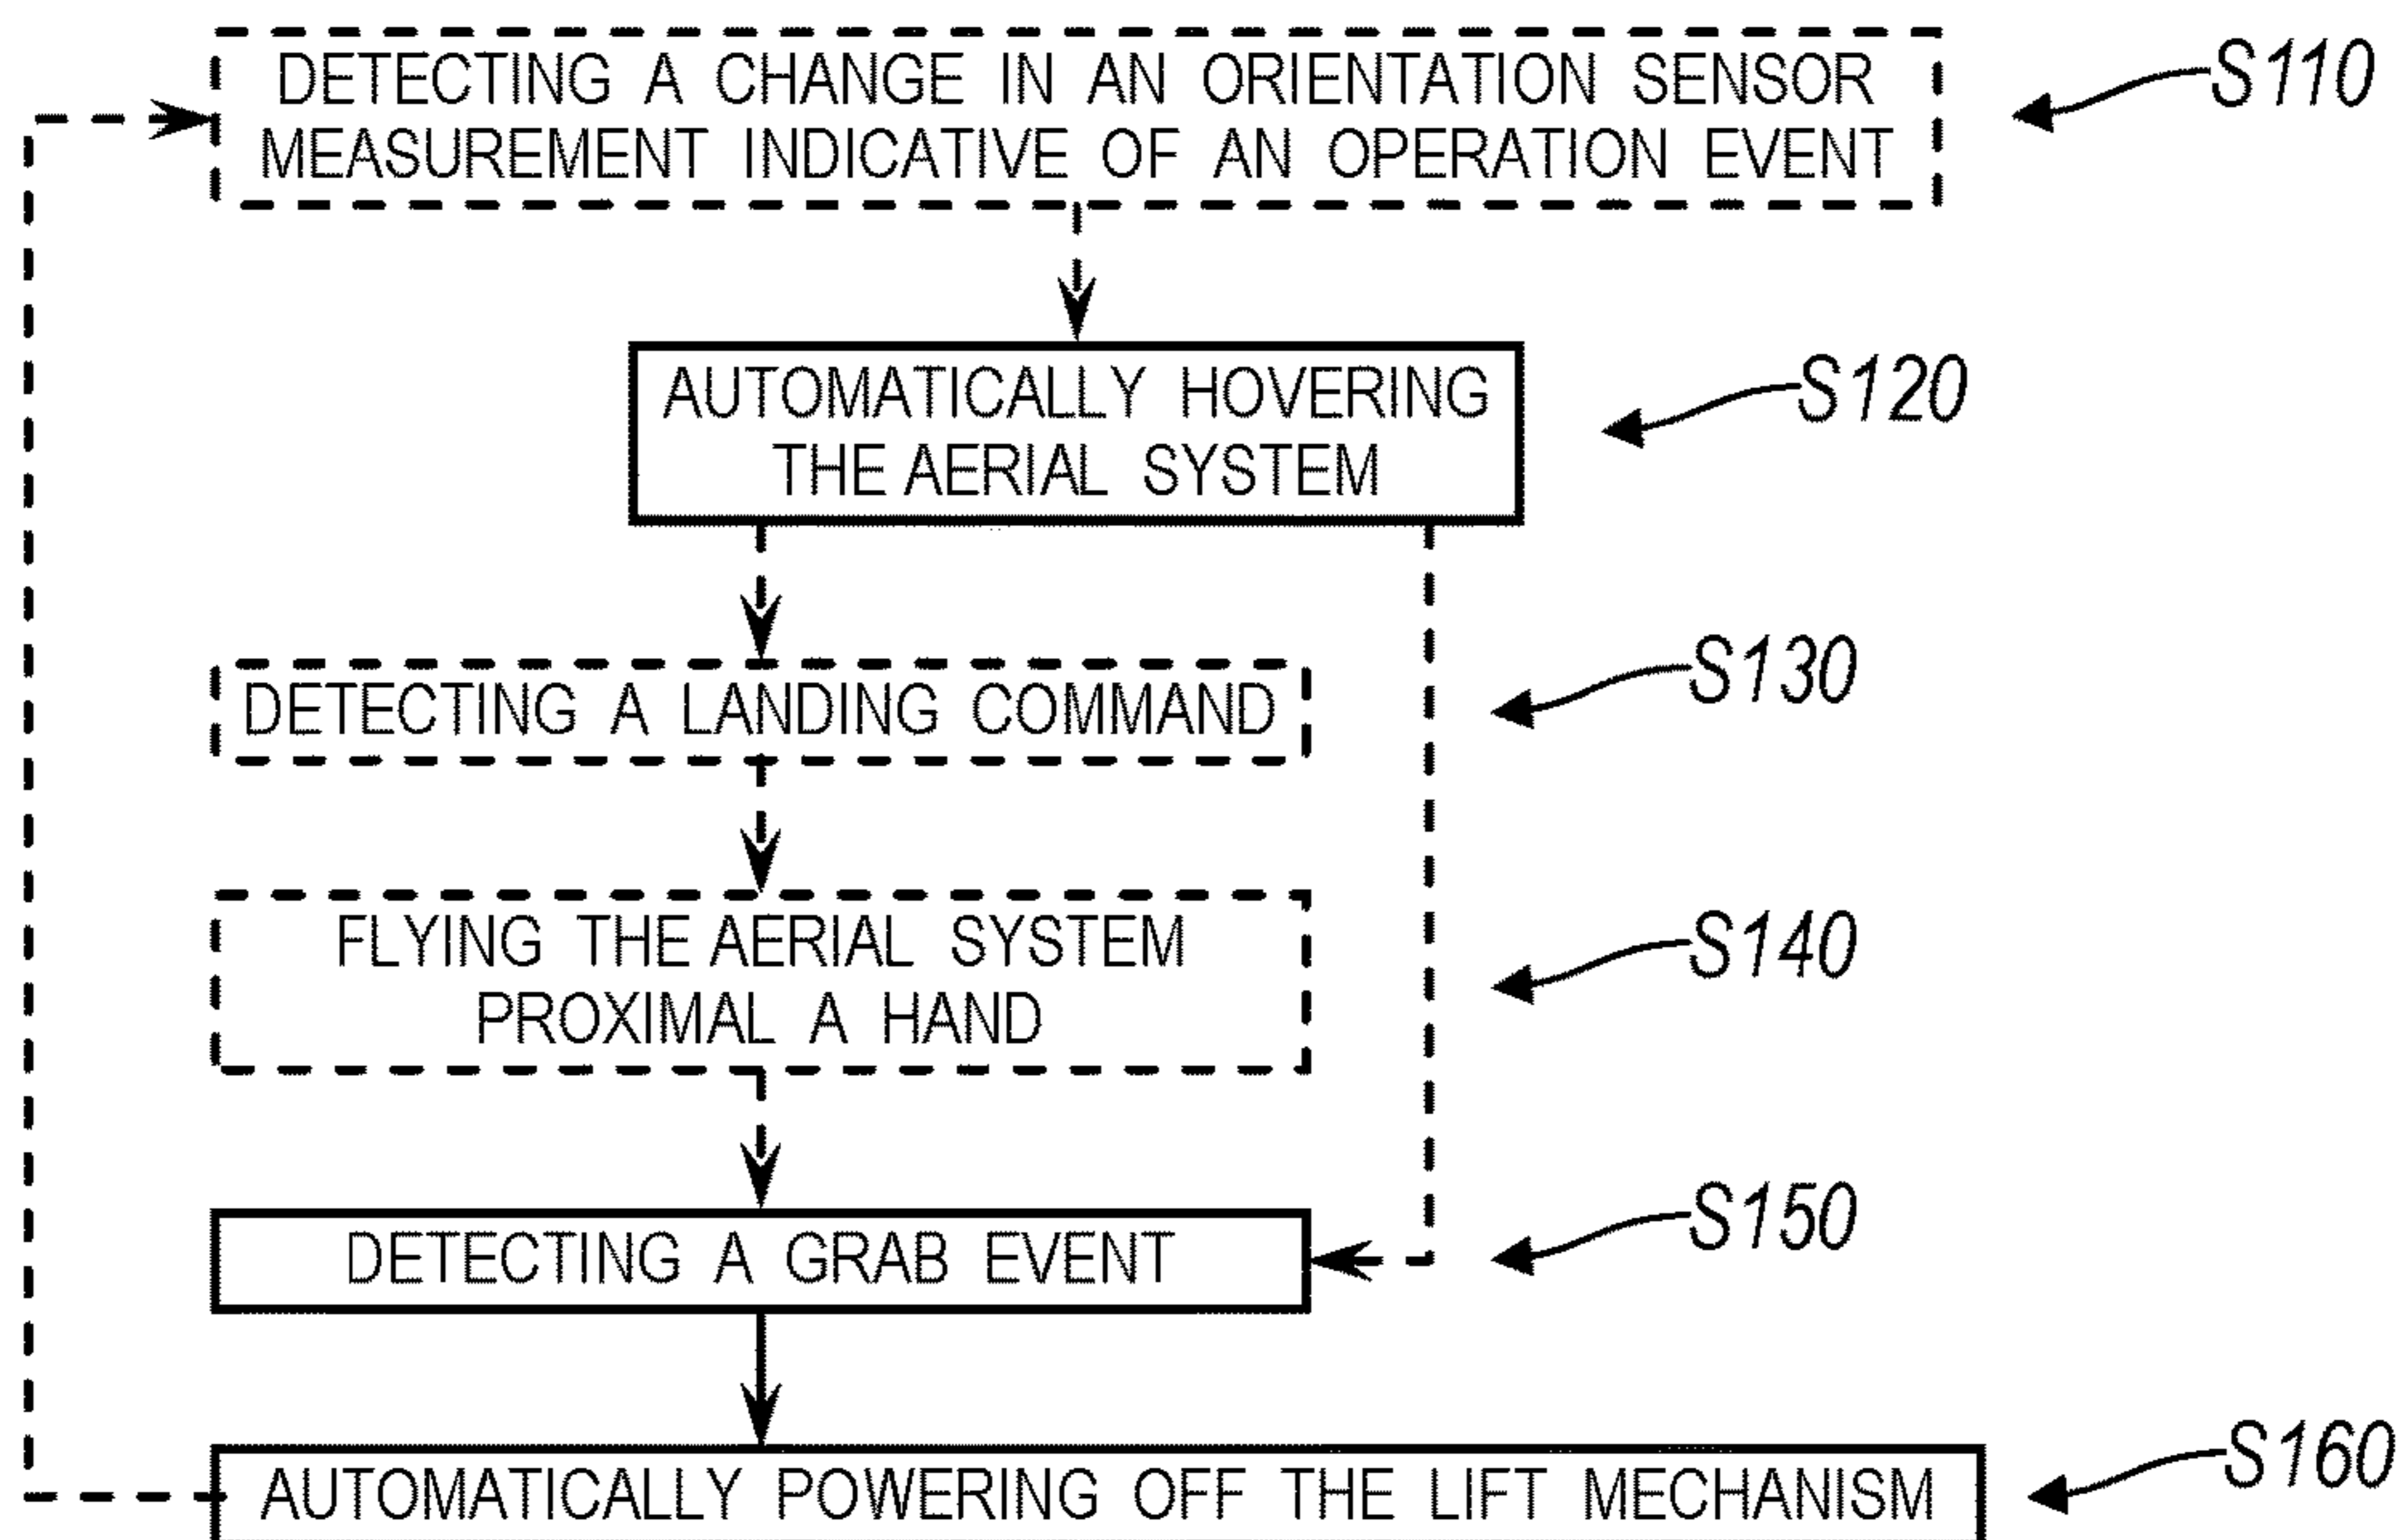 DETECTING A CHANGE IN AN ORIENTATION SENSOR
MEASUREMENT INDICATIVE OF AN OPERATION EVENT
S110
AUTOMATICALLY HOVERING
THE AERIAL SYSTEM
S120
DETECTING A LANDING COMMAND
S130
FLYING THE AERIAL SYSTEM
PROXIMAL A HAND
S140
DETECTING A GRAB EVENT
S150
AUTOMATICALLY POWERING OFF THE LIFT MECHANISM
S160